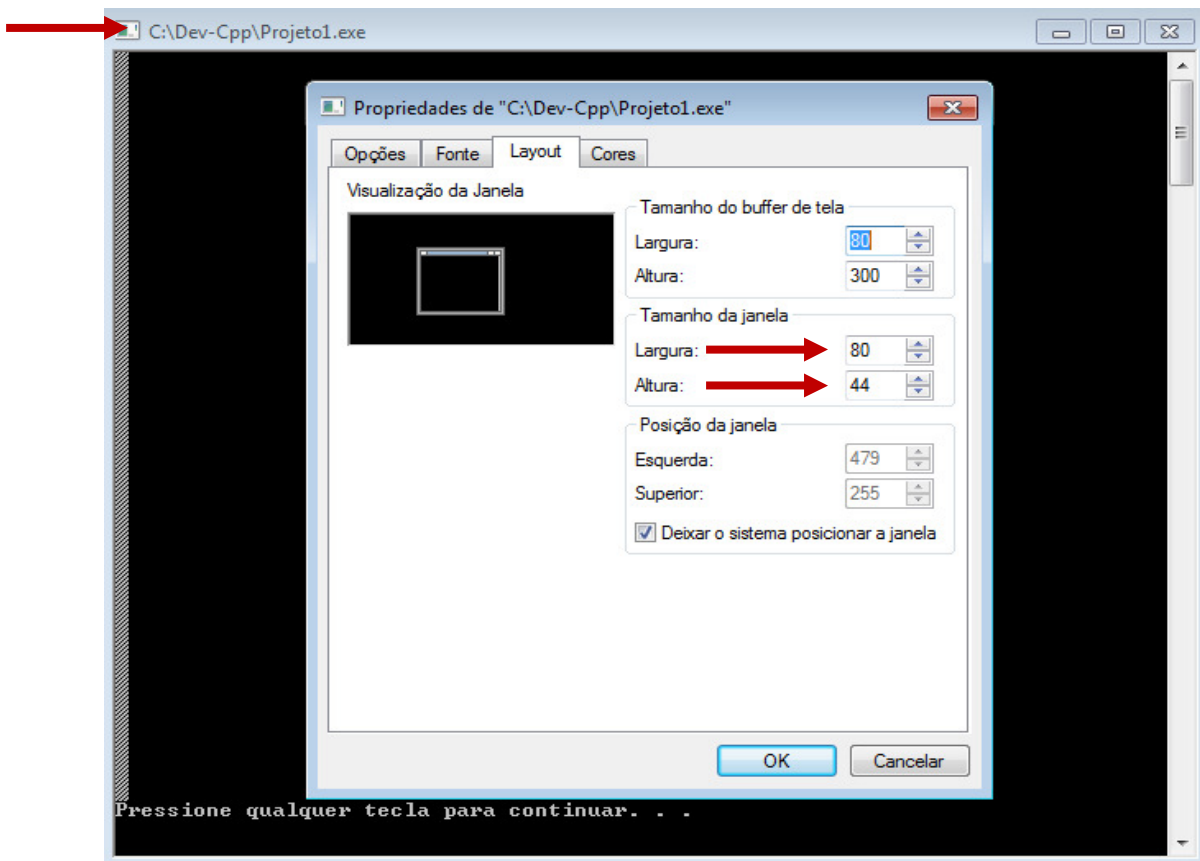 C:\Dev-Cpp\Projeto1.exe
Propriedades de "C:\Dev-Cpp\Projeto1.exe"
Opções Fonte Layout Cores
Visualização da Janela
Tamanho do buffer de tela
Largura: 80
Altura: 300
Tamanho da janela
Largura: 80
Altura: 44
Posição da janela
Esquerda: 479
Superior: 255
Deixar o sistema posicionar a janela
OK Cancelar
Pressione qualquer tecla para continuar. . .